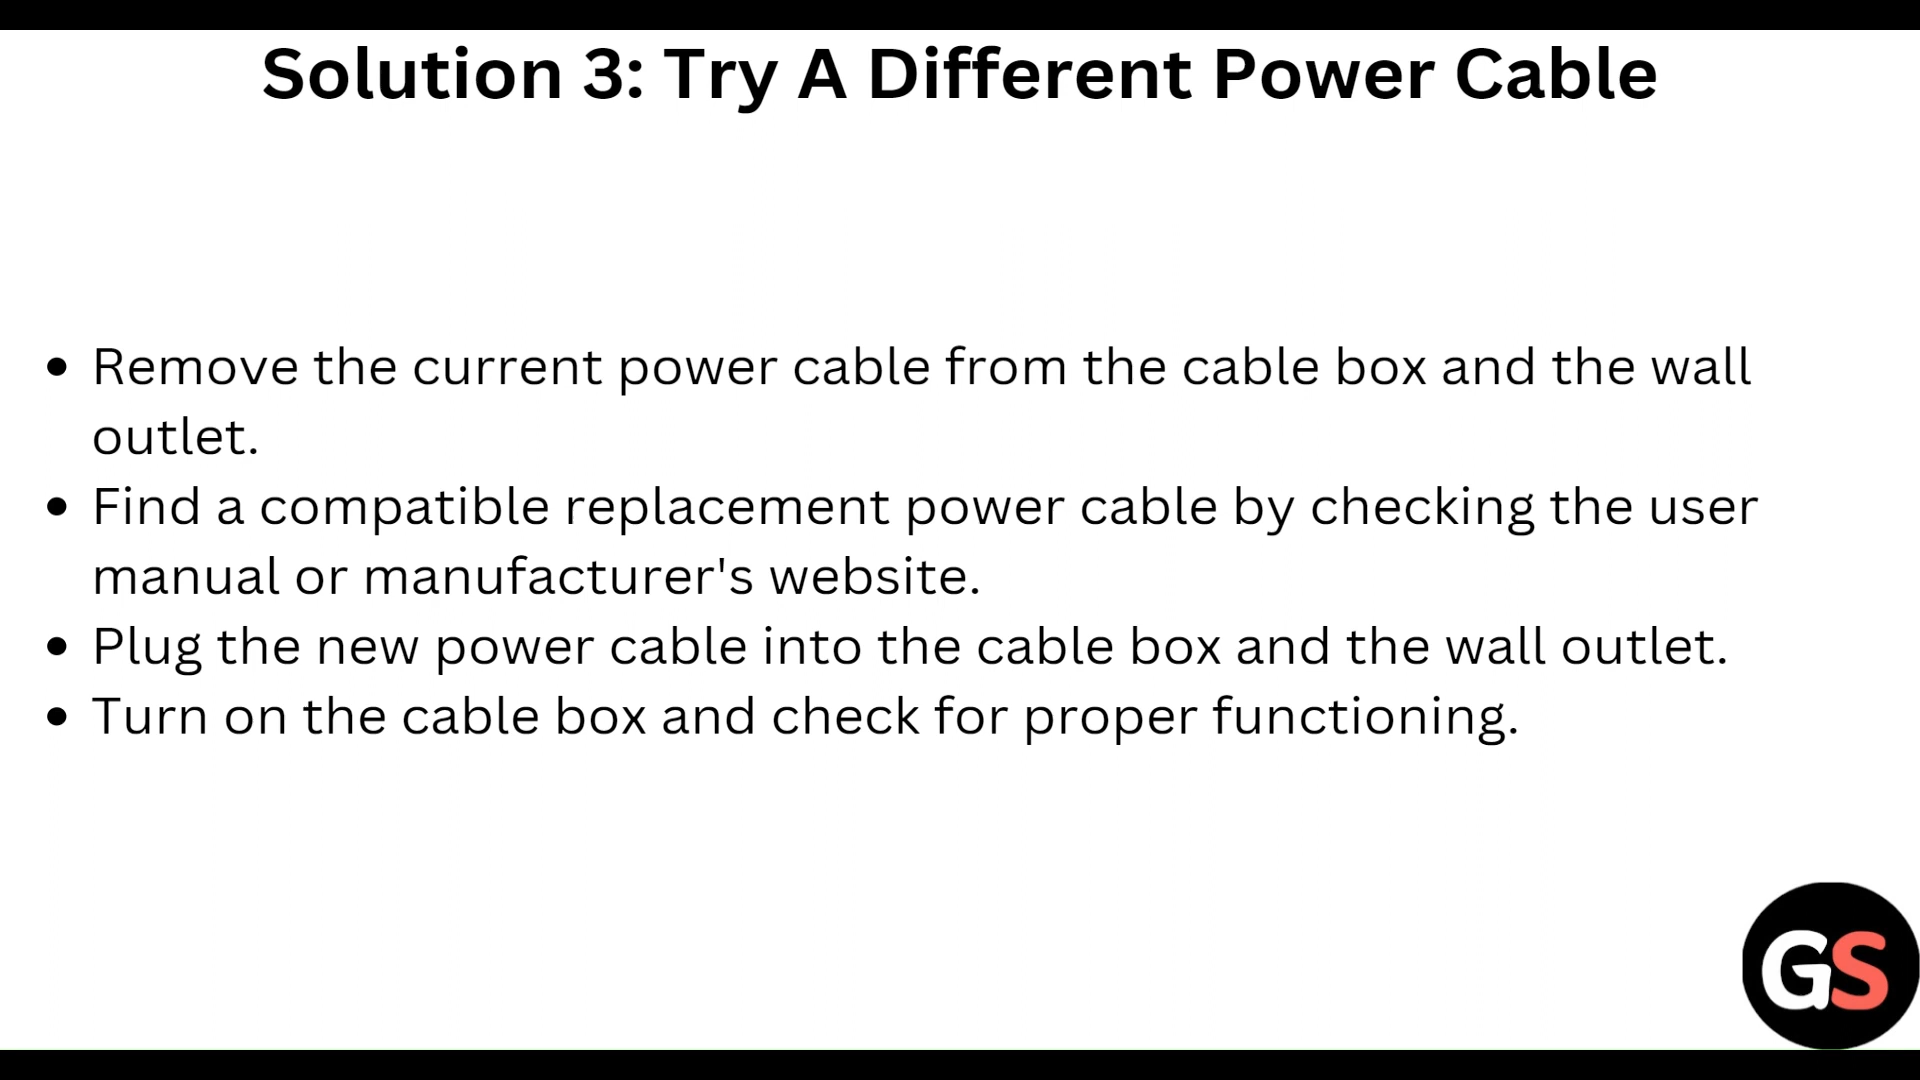 Solution 3: Try A Different Power Cable
• Remove the current power cable from the cable box and the wall
outlet.
• Find a compatible replacement power cable by checking the user
manual or manufacturer's website.
• Plug the new power cable into the cable box and the wall outlet.
• Turn on the cable box and check for proper functioning.
GS